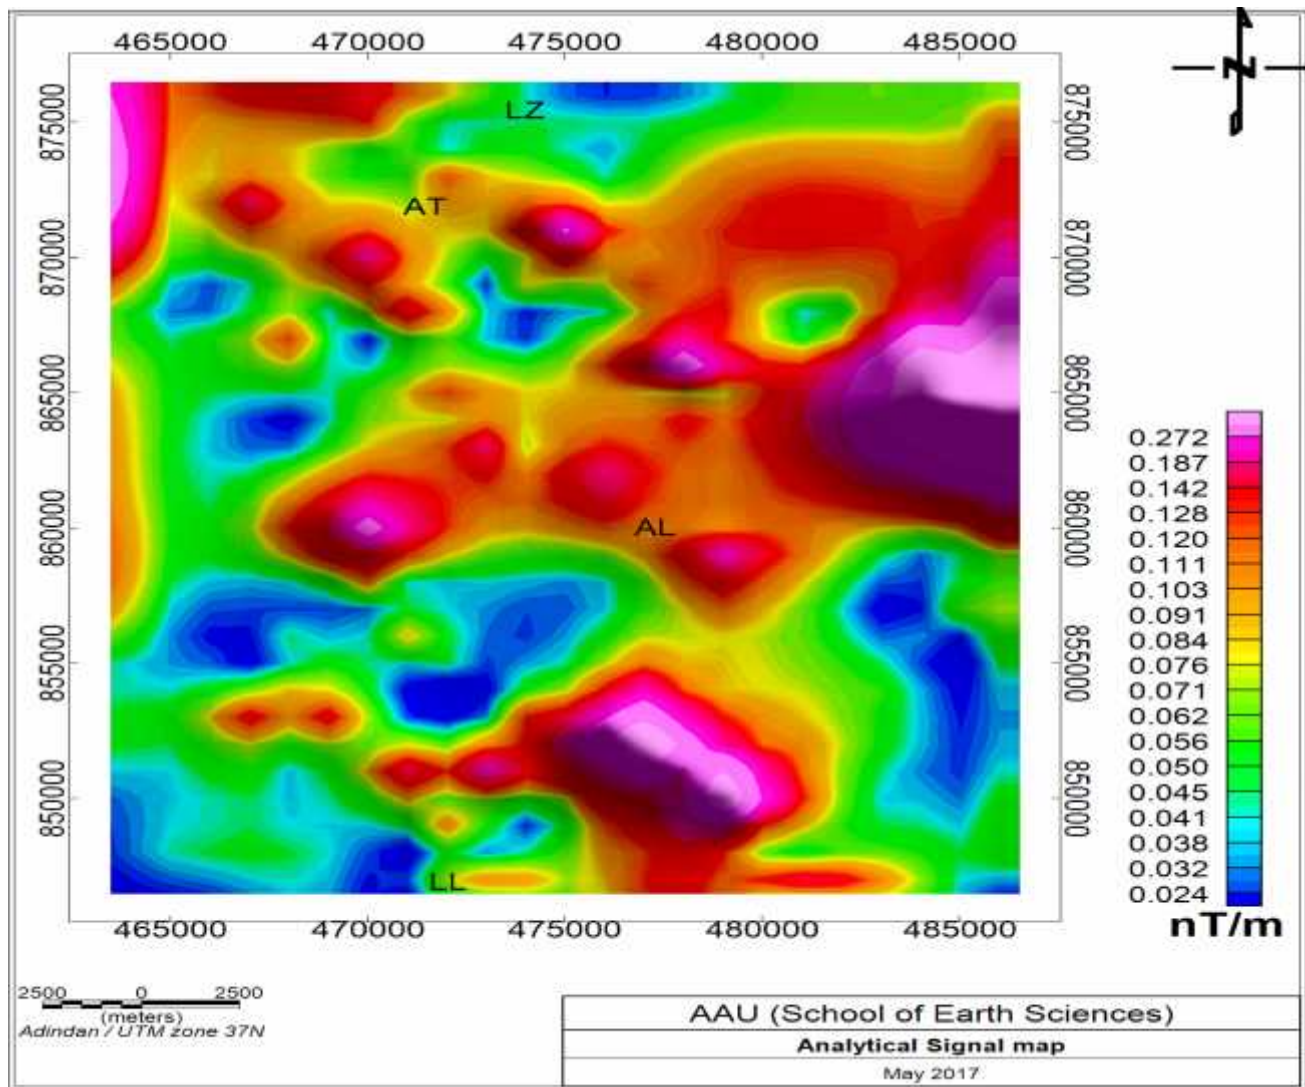 465000 470000 475000 480000 485000
N
875000
870000
865000
860000
855000
850000
875000
870000
865000
860000
855000
850000
LZ
AT
AL
LL
465000 470000 475000 480000 485000
0.272
0.187
0.142
0.128
0.120
0.111
0.103
0.091
0.084
0.076
0.071
0.062
0.056
0.050
0.045
0.041
0.038
0.032
0.024
nT/m
2500 0 2500
(meters)
Adindan / UTM zone 37N
AAU (School of Earth Sciences)
Analytical Signal map
May 2017